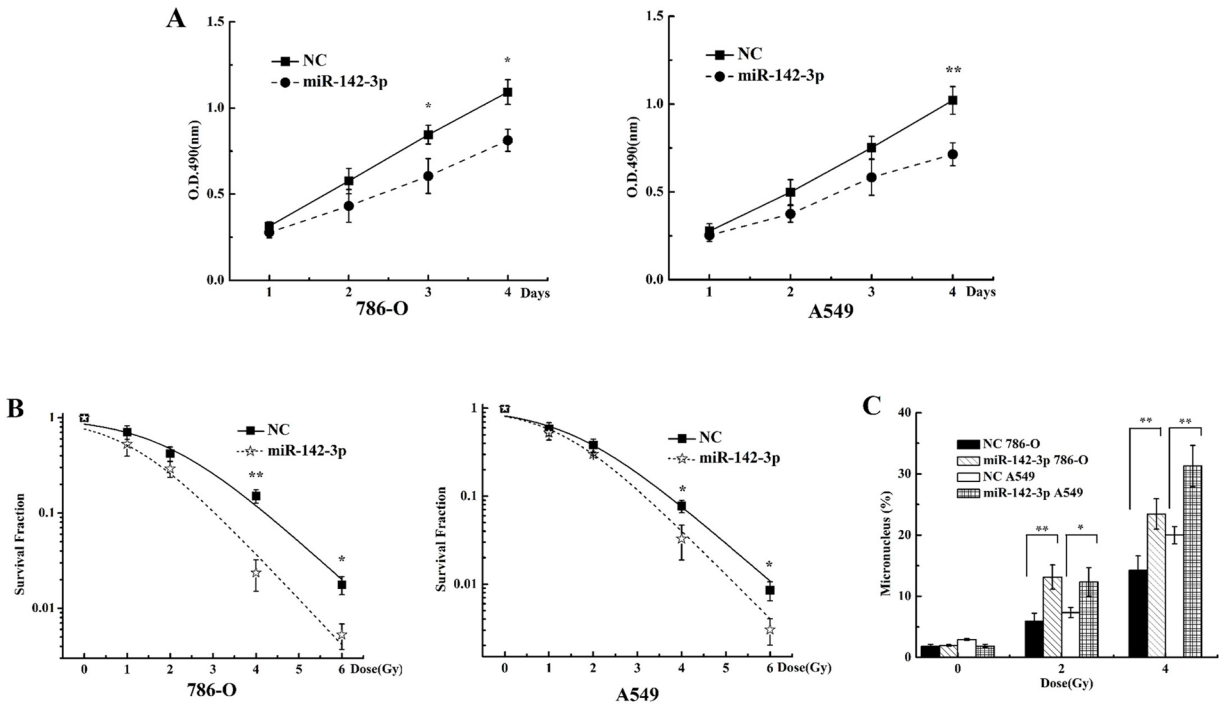 A
1.5
1.0
0.5
0.0
O.D.490(nm)
NC
miR-142-3p
*
*
1
2
3
4
Days
786-O
1.5
1.0
0.5
0.0
O.D.490(nm)
NC
miR-142-3p
**
1
2
3
4
Days
A549
B
1
0.1
0.01
Survival Fraction
NC
miR-142-3p
**
*
0
1
2
3
4
5
6
Dose(Gy)
786-O
1
0.1
0.01
Survival Fraction
NC
miR-142-3p
*
*
0
1
2
3
4
5
6
Dose(Gy)
A549
C
40
30
20
10
0
Micronucleus (%)
NC 786-O
miR-142-3p 786-O
NC A549
miR-142-3p A549
**
*
**
**
0
2
4
Dose(Gy)